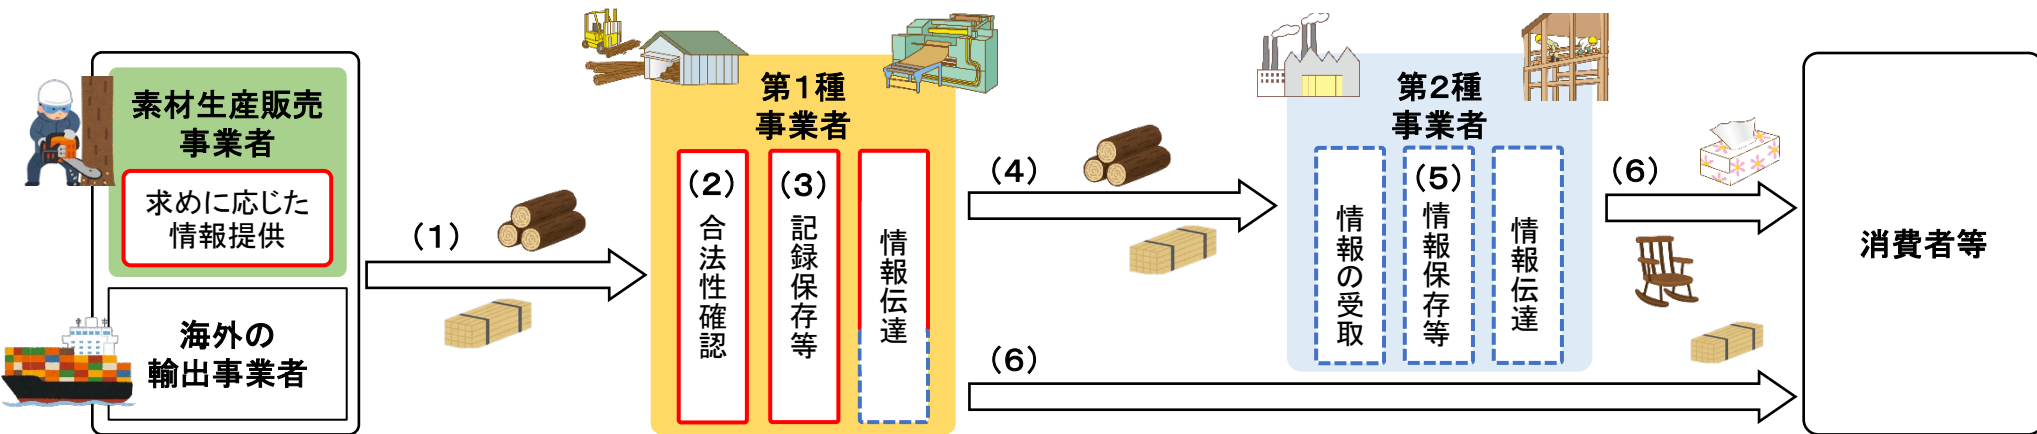 素材生産販売
事業者
求めに応じた
情報提供
海外の
輸出事業者
(1)
第1種
事業者
(2)
合法性確認
(3)
記録保存等
情報伝達
(4)
(6)
第2種
事業者
情報の受取
(5)
情報保存等
情報伝達
(6)
消費者等